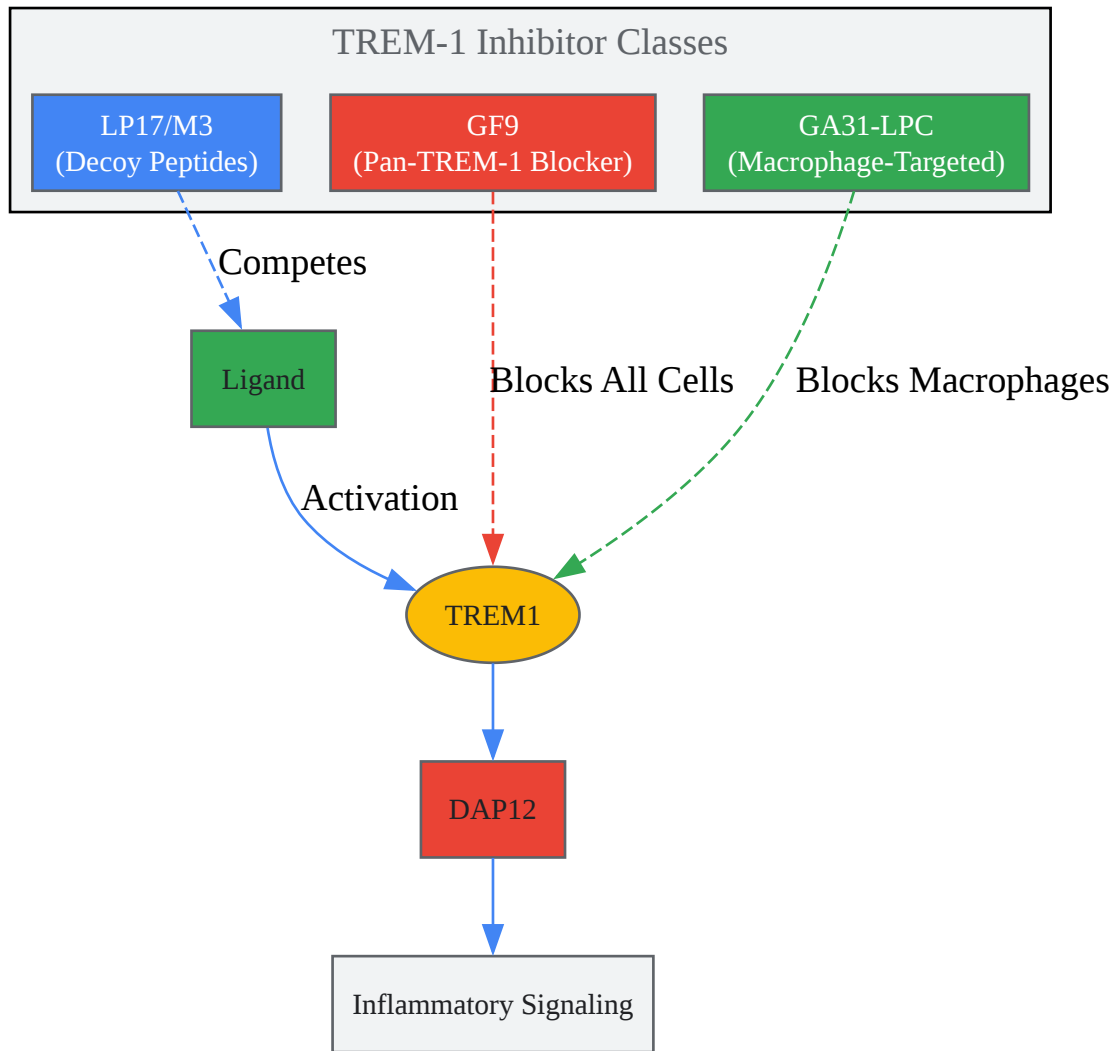 TREM-1 Inhibitor Classes
LP17/M3
(Decoy Peptides)
GF9
(Pan-TREM-1 Blocker)
GA31-LPC
(Macrophage-Targeted)
Competes
Ligand
Blocks All Cells
Blocks Macrophages
Activation
TREM1
DAP12
Inflammatory Signaling